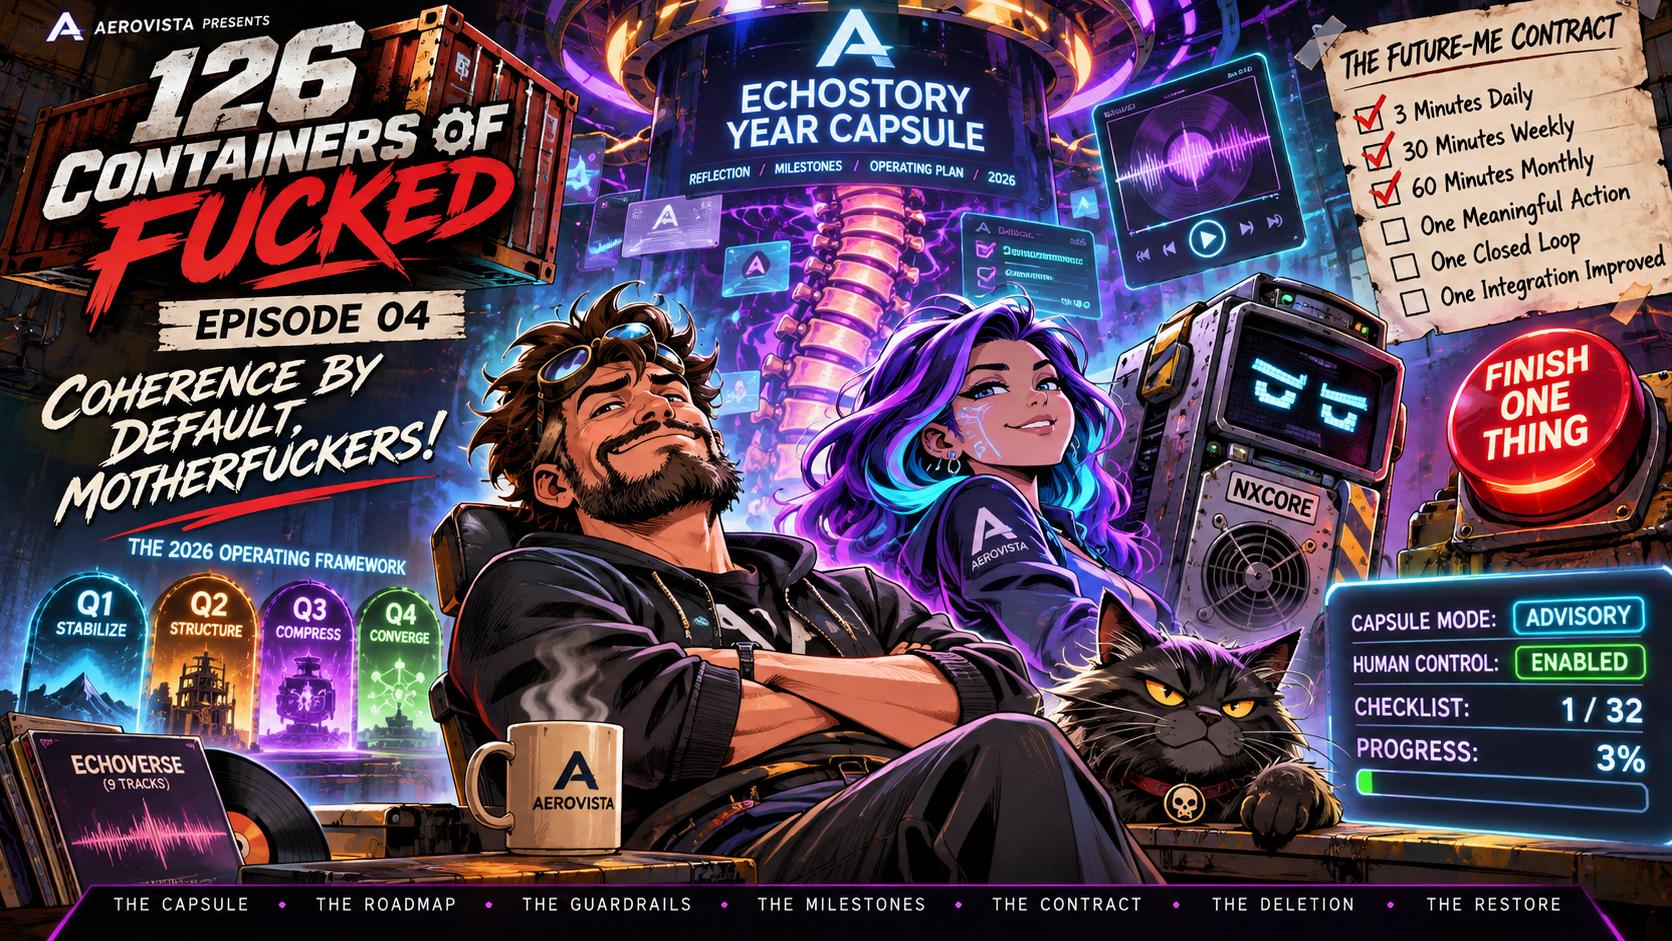 AEROVISTA PRESENTS
126
CONTAINERS OF
FUCKED
EPISODE 04
COHERENCE BY
DEFAULT,
MOTHERFUCKERS!
THE 2026 OPERATING FRAMEWORK
Q1
STABILIZE
Q2
STRUCTURE
Q3
COMPRESS
Q4
CONVERGE
ECHOVERSE
(9 TRACKS)
ECHOSTORY
YEAR CAPSULE
REFLECTION / MILESTONES / OPERATING PLAN / 2026
THE FUTURE-ME CONTRACT
3 Minutes Daily
30 Minutes Weekly
60 Minutes Monthly
One Meaningful Action
One Closed Loop
One Integration Improved
FINISH
ONE
THING
NXCORE
AEROVISTA
AEROVISTA
CAPSULE MODE: ADVISORY
HUMAN CONTROL: ENABLED
CHECKLIST: 1 / 32
PROGRESS: 3%
THE CAPSULE • THE ROADMAP • THE GUARDRAILS • THE MILESTONES • THE CONTRACT • THE DELETION • THE RESTORE